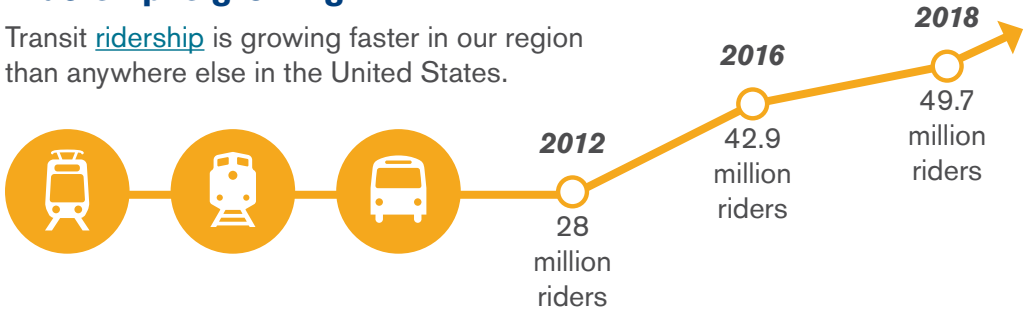 Transit ridership is growing faster in our region
than anywhere else in the United States.
2012
28
million
riders
2016
42.9
million
riders
2018
49.7
million
riders